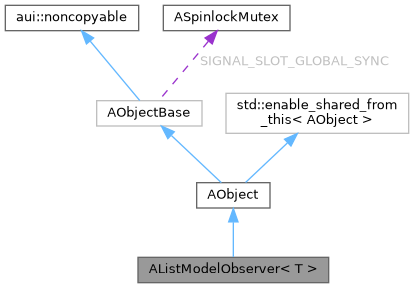 aui::noncopyable
ASpinlockMutex
SIGNAL_SLOT_GLOBAL_SYNC
AObjectBase
std::enable_shared_from
_this< AObject >
AObject
AListModelObserver< T >